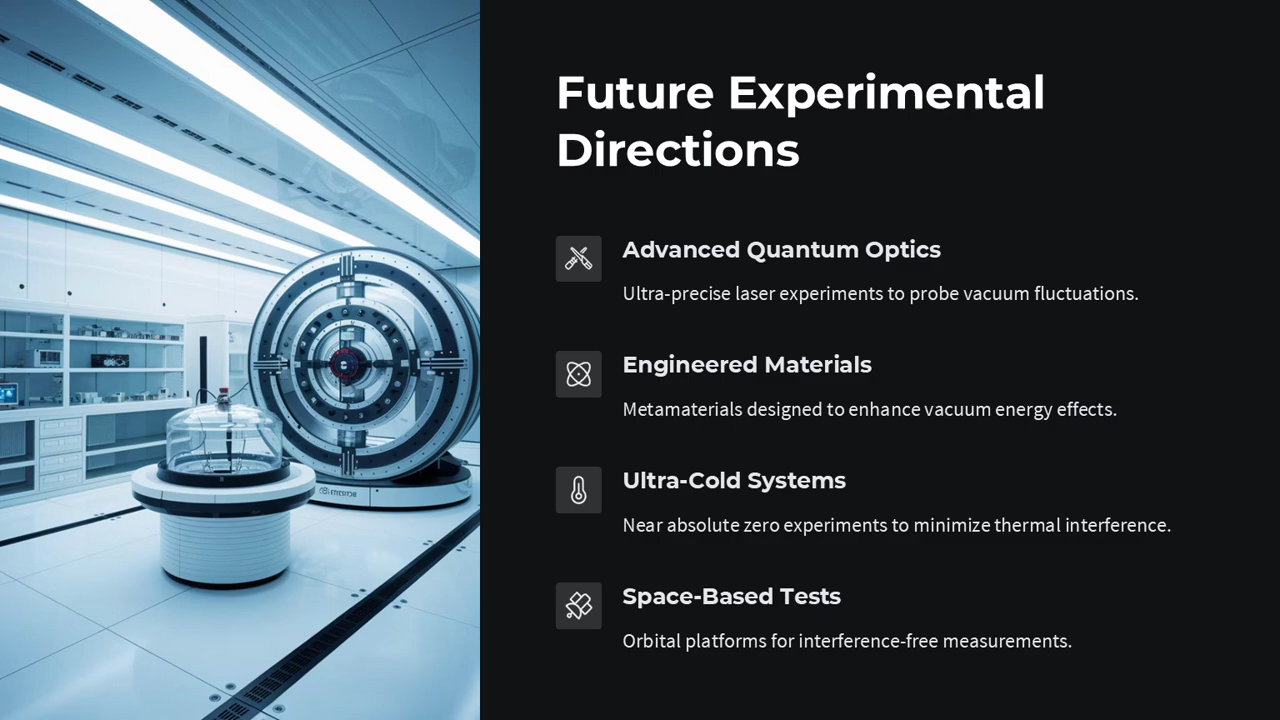 Future Experimental
Directions
Advanced Quantum Optics
Ultra-precise laser experiments to probe vacuum fluctuations.
Engineered Materials
Metamaterials designed to enhance vacuum energy effects.
Ultra-Cold Systems
Near absolute zero experiments to minimize thermal interference.
Space-Based Tests
Orbital platforms for interference-free measurements.